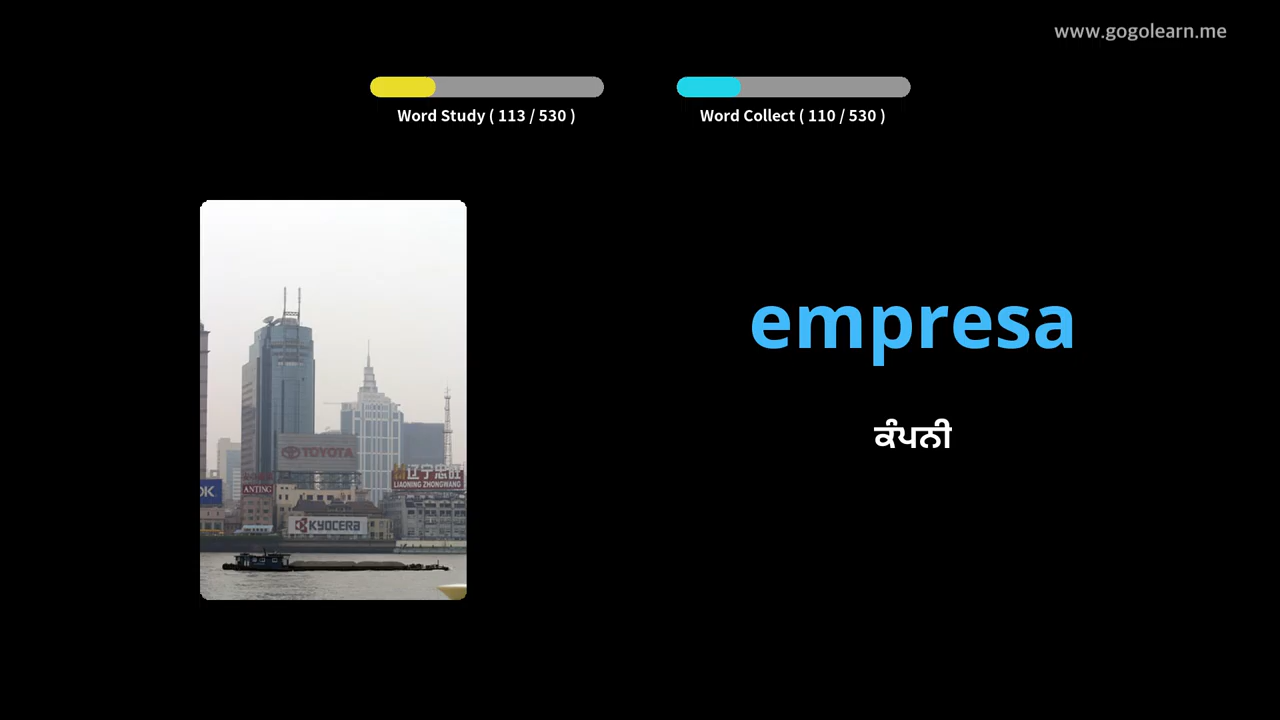 www.gogolearn.me
Word Study ( 113 / 530 )
Word Collect ( 110 / 530 )
empresa
ਕੰਪਨੀ
TOYOTA
辽宁忠旺
LIAONING ZHONGWANG
KYOCERA